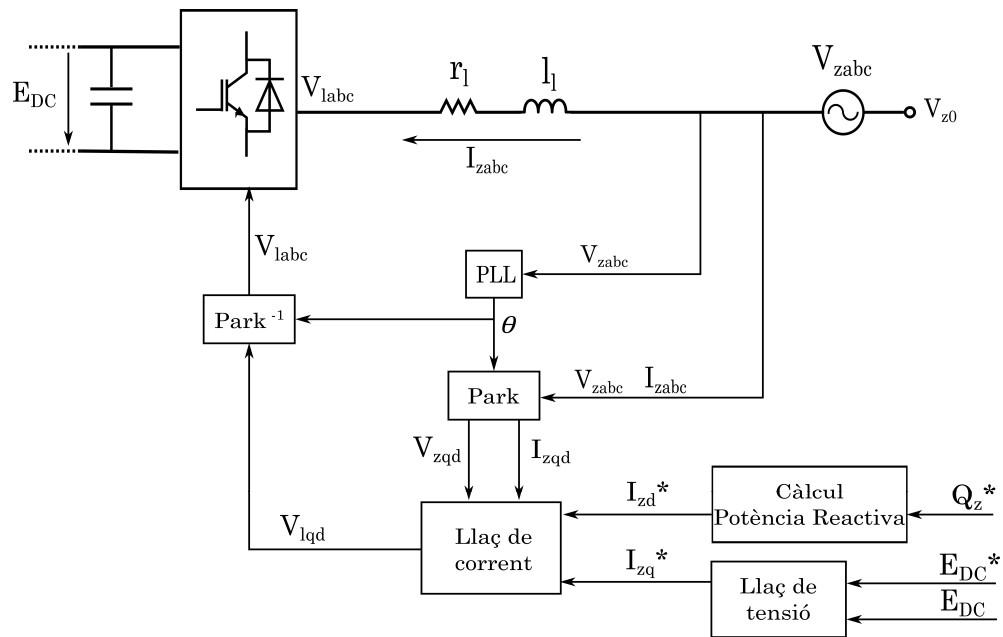 V_zabc
r_l
l_l
E_DC
V_labc
V_z0
I_zabc
V_labc
V_zabc
PLL
Park -1
θ
V_zabc I_zabc
Park
V_zqd
I_zqd
I_zd*
Càlcul
Potència Reactiva
Q_z*
V_lqd
Llaç de
corrent
I_zq*
Llaç de
tensió
E_DC*
E_DC